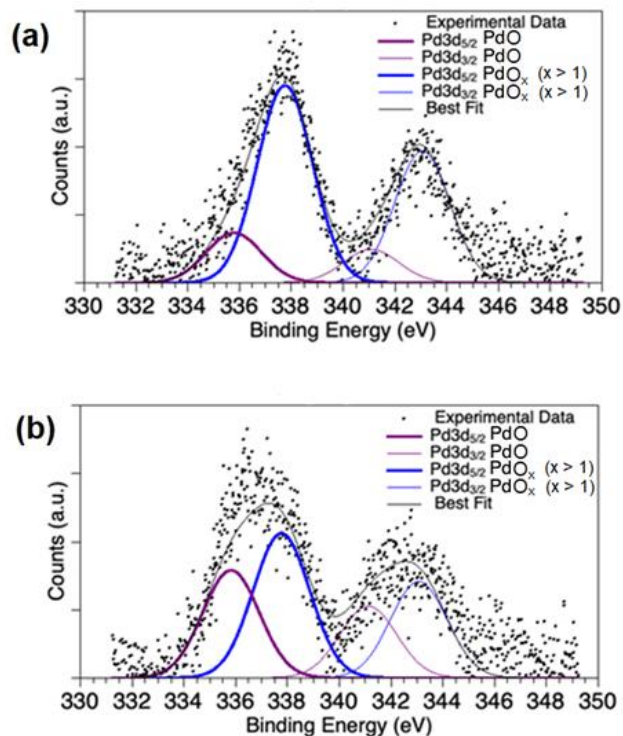 (a)
Experimental Data
Pd3d5/2 PdO
Pd3d3/2 PdO
Pd3d5/2 PdOx (x > 1)
Pd3d3/2 PdOx (x > 1)
Best Fit
Counts (a.u.)
330 332 334 336 338 340 342 344 346 348 350
Binding Energy (eV)
(b)
Experimental Data
Pd3d5/2 PdO
Pd3d3/2 PdO
Pd3d5/2 PdOx (x > 1)
Pd3d3/2 PdOx (x > 1)
Best Fit
Counts (a.u.)
330 332 334 336 338 340 342 344 346 348 350
Binding Energy (eV)